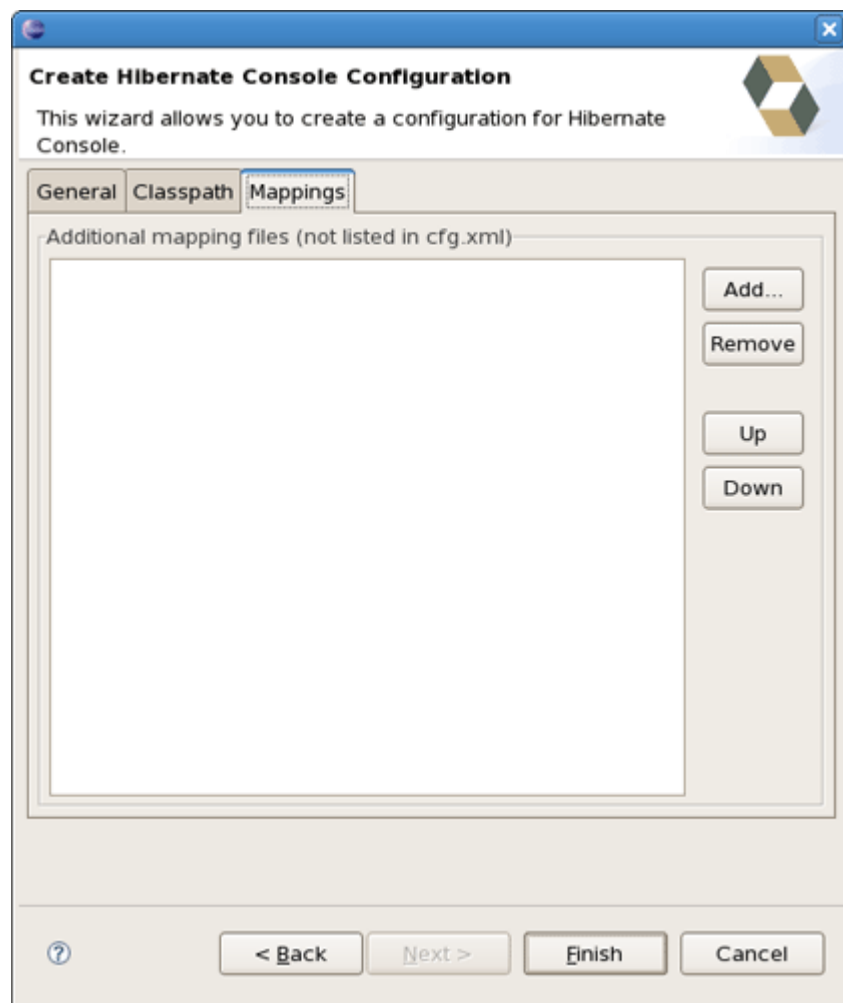 Create Hibernate Console Configuration
This wizard allows you to create a configuration for Hibernate
Console.
General Classpath Mappings
Additional mapping files (not listed in cfg.xml)
Add...
Remove
Up
Down
? < Back Next > Finish Cancel